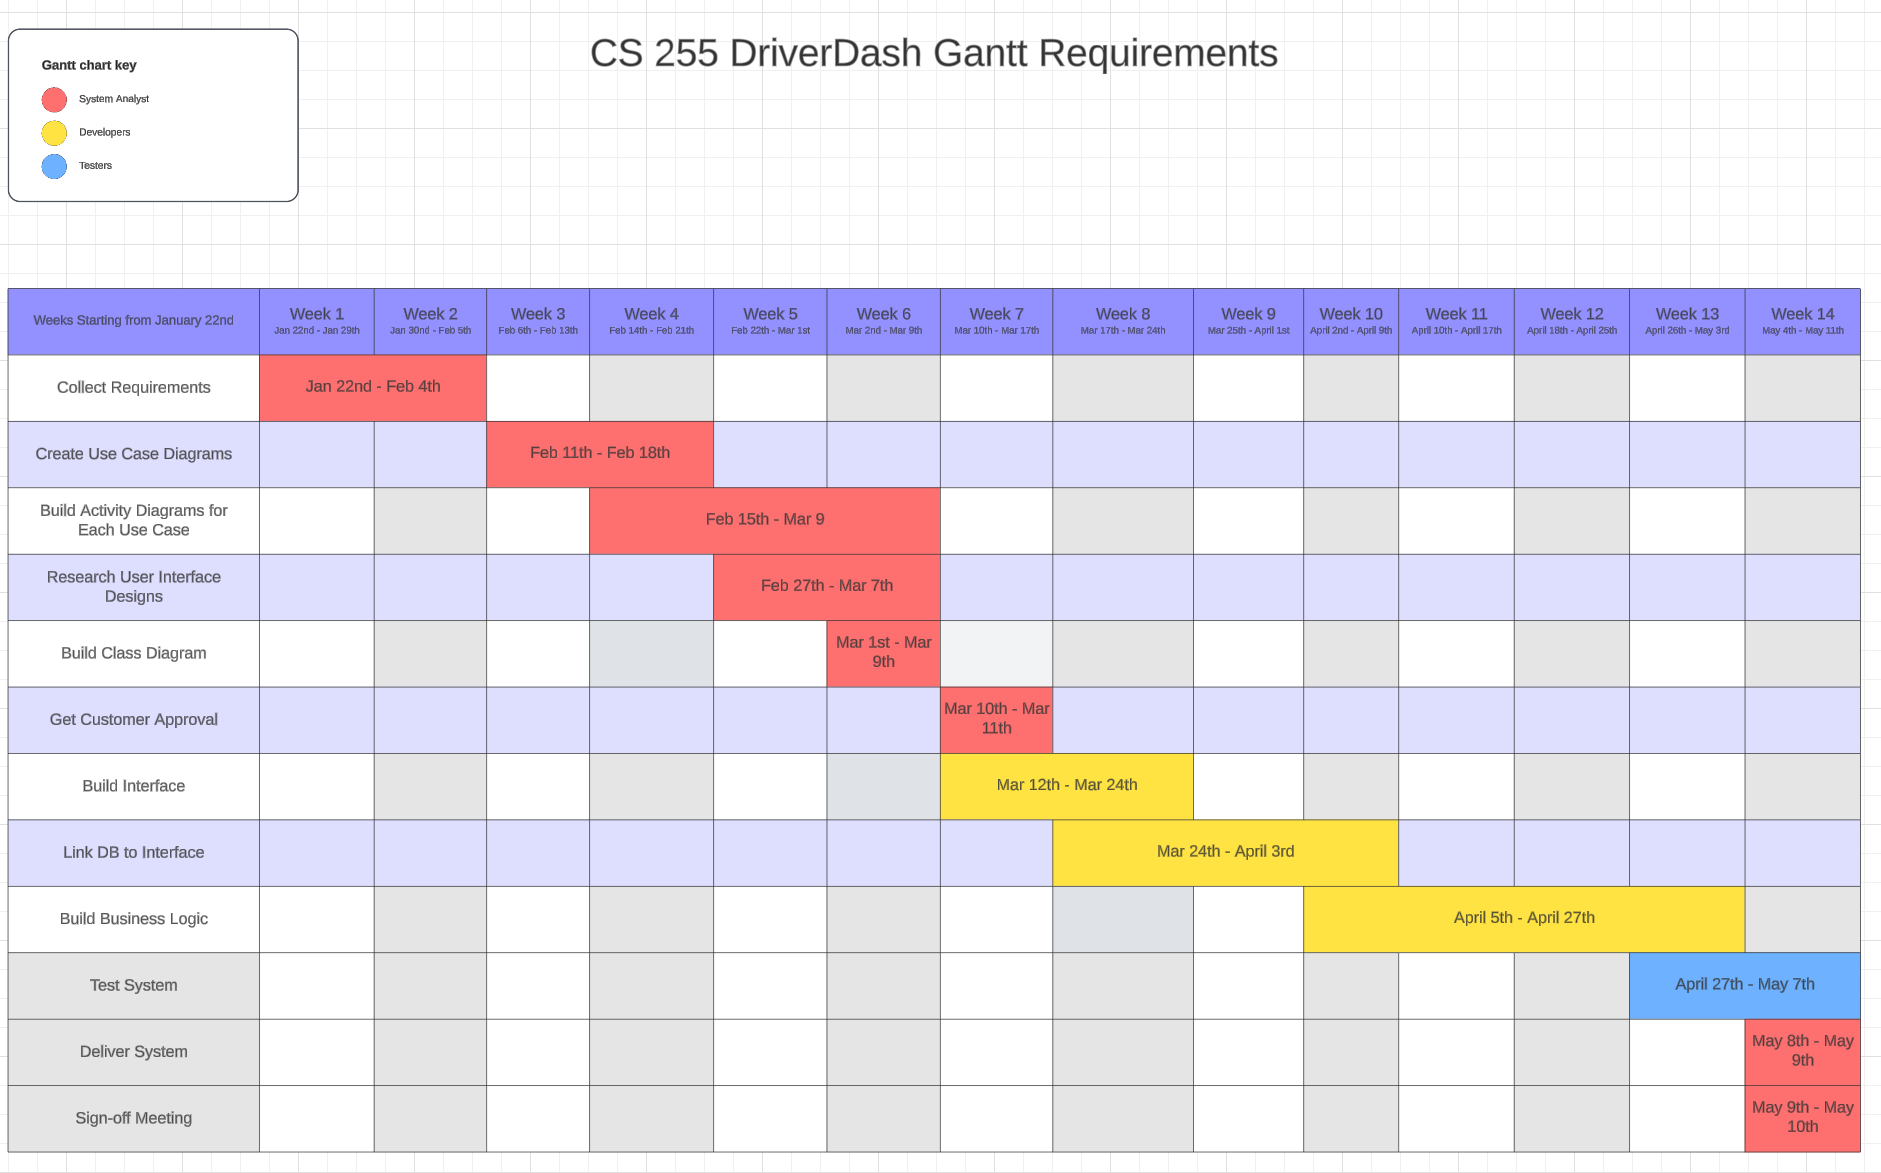 CS 255 DriverDash Gantt Requirements
Gantt chart key
System Analyst
Developers
Testers
Weeks Starting from January 22nd
Week 1
Jan 22nd - Jan 29th
Week 2
Jan 30nd - Feb 5th
Week 3
Feb 6th - Feb 13th
Week 4
Feb 14th - Feb 21th
Week 5
Feb 22th - Mar 1st
Week 6
Mar 2nd - Mar 9th
Week 7
Mar 10th - Mar 17th
Week 8
Mar 17th - Mar 24th
Week 9
Mar 25th - April 1st
Week 10
April 2nd - April 9th
Week 11
April 10th - April 17th
Week 12
April 18th - April 25th
Week 13
April 26th - May 3rd
Week 14
May 4th - May 11th
Collect Requirements
Jan 22nd - Feb 4th
Create Use Case Diagrams
Feb 11th - Feb 18th
Build Activity Diagrams for
Each Use Case
Feb 15th - Mar 9
Research User Interface
Designs
Feb 27th - Mar 7th
Build Class Diagram
Mar 1st - Mar
9th
Get Customer Approval
Mar 10th - Mar
11th
Build Interface
Mar 12th - Mar 24th
Link DB to Interface
Mar 24th - April 3rd
Build Business Logic
April 5th - April 27th
Test System
April 27th - May 7th
Deliver System
May 8th - May
9th
Sign-off Meeting
May 9th - May
10th